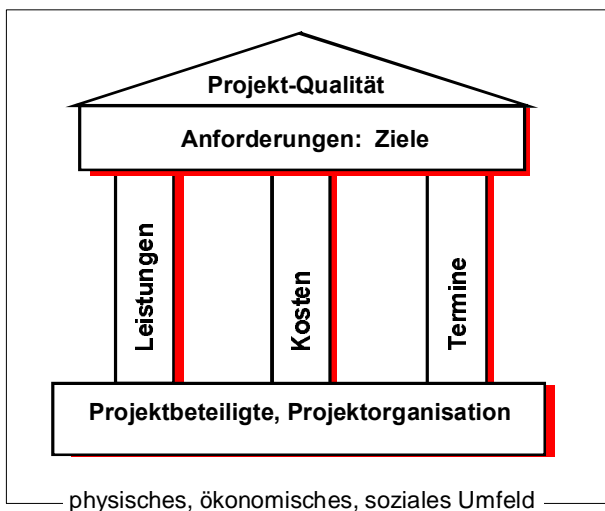 Projekt-Qualität
Anforderungen: Ziele
Leistungen
Kosten
Termine
Projektbeteiligte, Projektorganisation
physisches, ökonomisches, soziales Umfeld